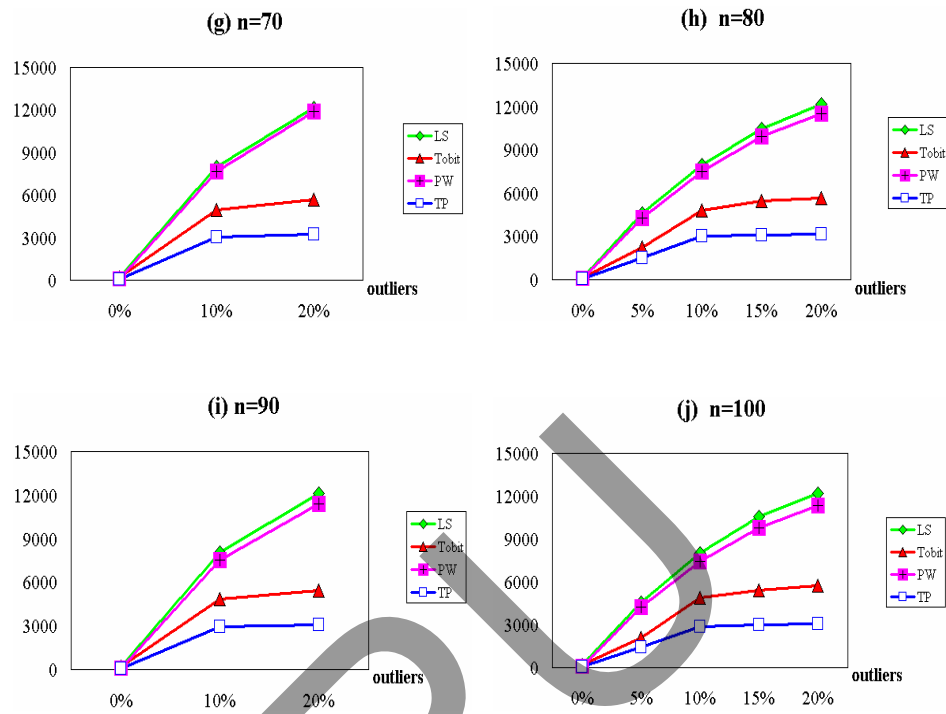 (g) n=70
15000
12000
9000
6000
3000
0
0% 10% 20%
outliers
LS
Tobit
PW
TP
(h) n=80
15000
12000
9000
6000
3000
0
0% 5% 10% 15% 20%
outliers
LS
Tobit
PW
TP
(i) n=90
15000
12000
9000
6000
3000
0
0% 10% 20%
outliers
LS
Tobit
PW
TP
(j) n=100
15000
12000
9000
6000
3000
0
0% 5% 10% 15% 20%
outliers
LS
Tobit
PW
TP